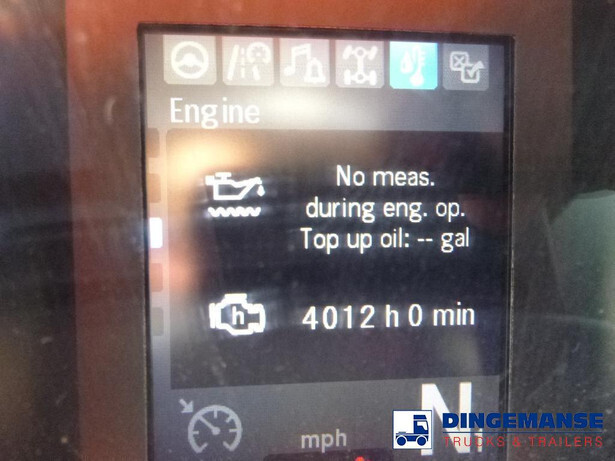 Engine
No meas.
during eng. op.
Top up oil: -- gal
h
4012 h 0 min
mph
N
DINGEMANSE
TRUCKS & TRAILERS